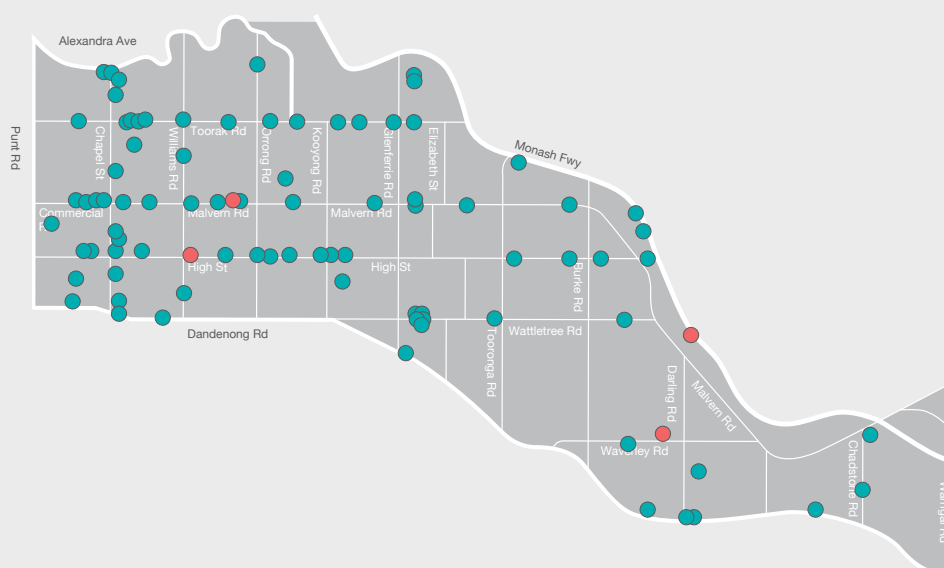 Alexandra Ave
Punt Rd
Chapel St
Williams Rd
Toorak Rd
Orrong Rd
Kooyong Rd
Glenferrie Rd
Elizabeth St
Monash Fwy
Commercial
Malvern Rd
Malvern Rd
High St
High St
Burke Rd
Dandenong Rd
Tooronga Rd
Wattletree Rd
Darling Rd
Malvern Rd
Waverley Rd
Chadstone Rd